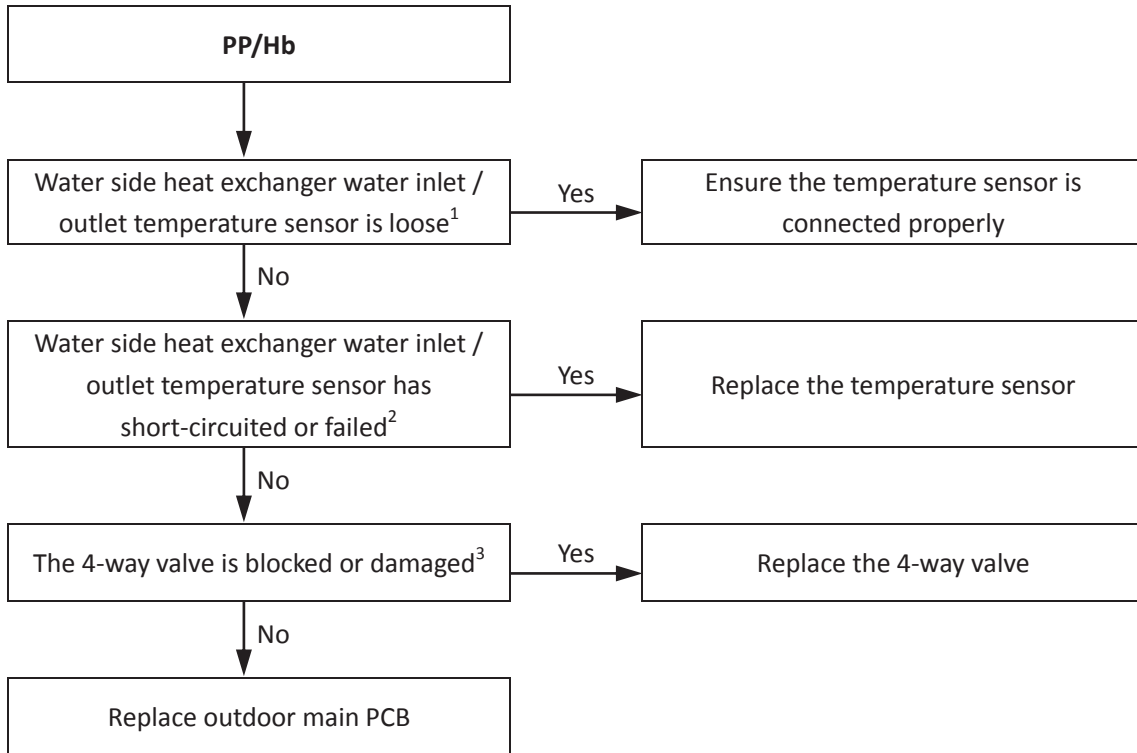 PP/Hb
Water side heat exchanger water inlet /
outlet temperature sensor is loose¹
Yes
Ensure the temperature sensor is
connected properly
No
Water side heat exchanger water inlet /
outlet temperature sensor has
short-circuited or failed²
Yes
Replace the temperature sensor
No
The 4-way valve is blocked or damaged³
Yes
Replace the 4-way valve
No
Replace outdoor main PCB